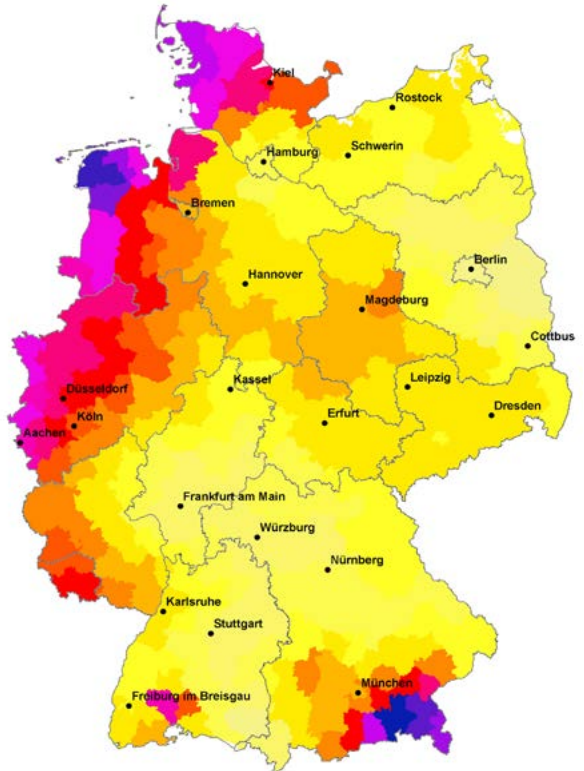 Kiel
Rostock
Hamburg
Schwerin
Bremen
Berlin
Hannover
Magdeburg
Cottbus
Kassel
Leipzig
Düsseldorf
Köln
Erfurt
Dresden
Aachen
Frankfurt am Main
Würzburg
Nürnberg
Karlsruhe
Stuttgart
München
Freiburg im Breisgau